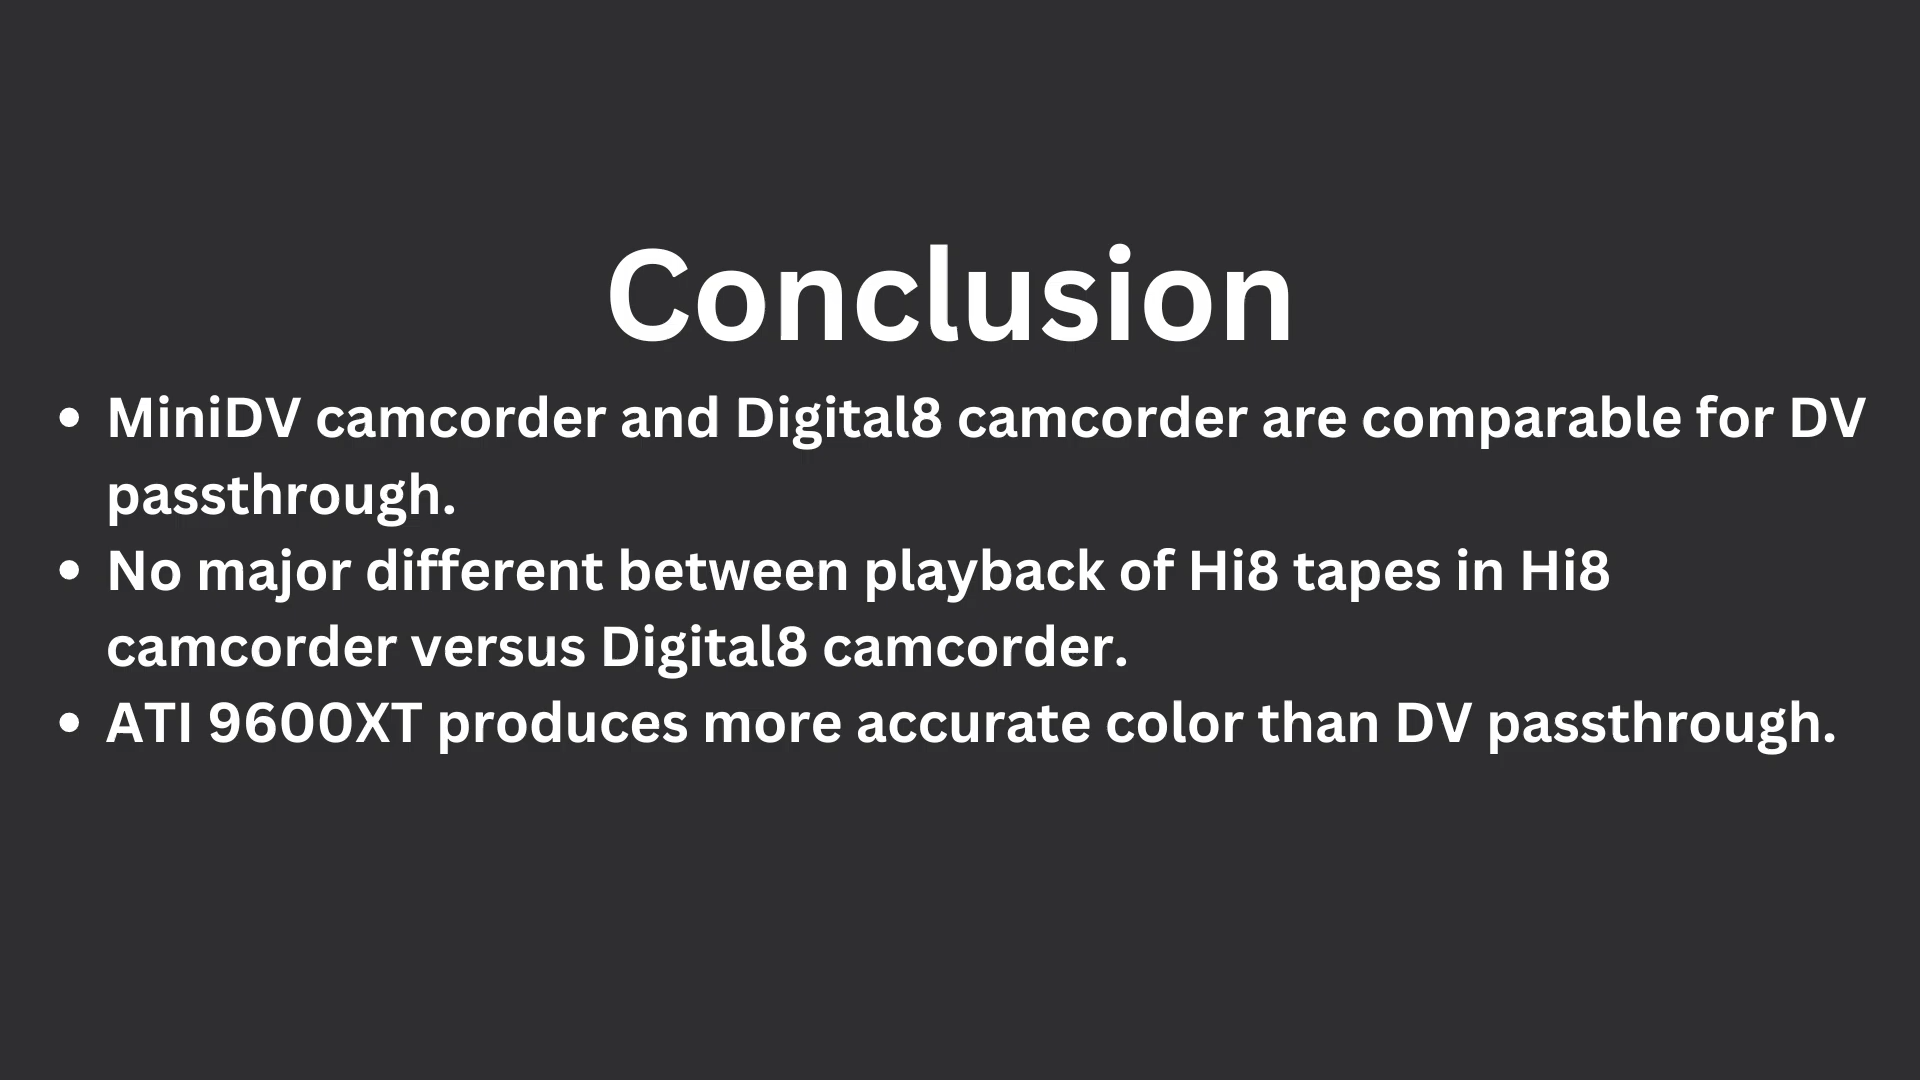 Conclusion
• MiniDV camcorder and Digital8 camcorder are comparable for DV
passthrough.
• No major different between playback of Hi8 tapes in Hi8
camcorder versus Digital8 camcorder.
• ATI 9600XT produces more accurate color than DV passthrough.